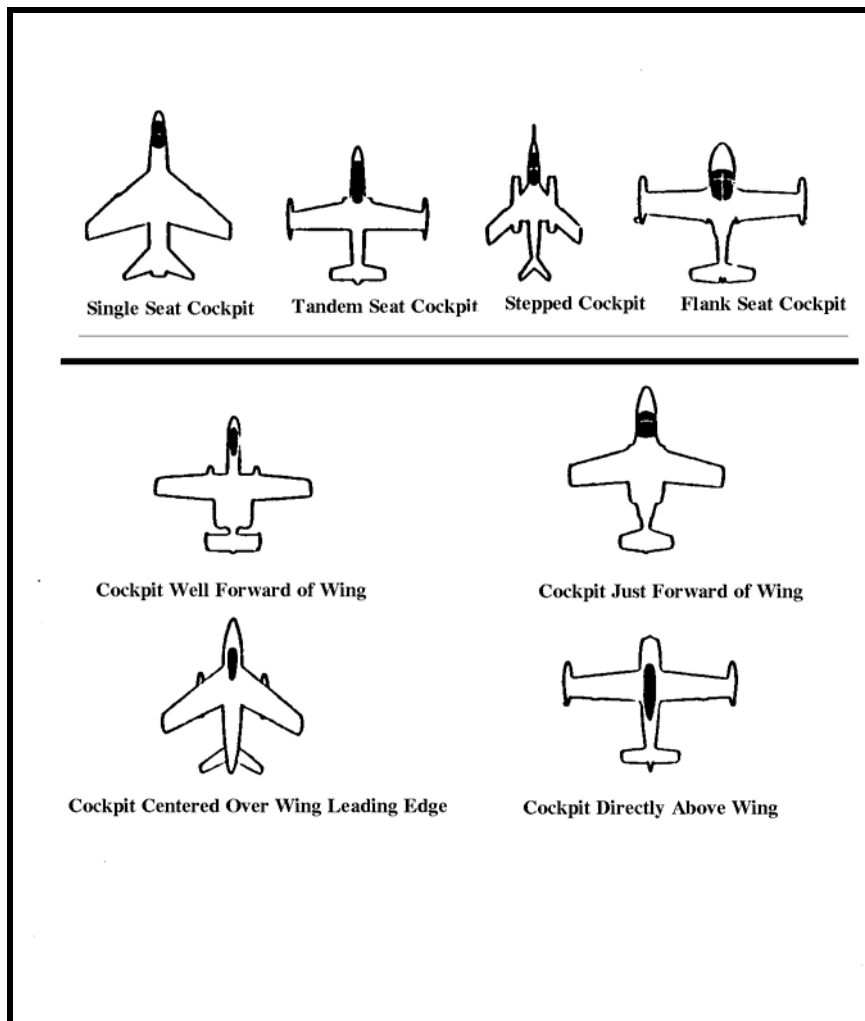 Single Seat Cockpit
Tandem Seat Cockpit
Stepped Cockpit
Flank Seat Cockpit
Cockpit Well Forward of Wing
Cockpit Just Forward of Wing
Cockpit Centered Over Wing Leading Edge
Cockpit Directly Above Wing